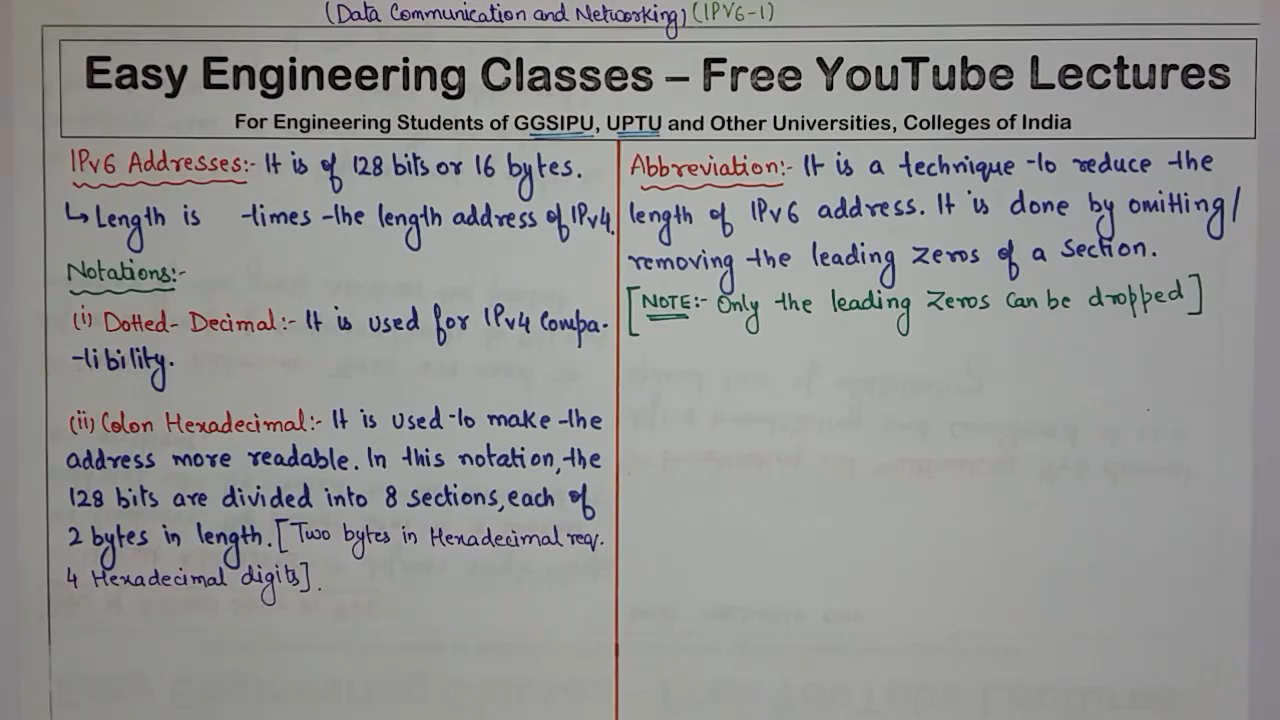 (Data Communication and Networking) (IPV6-1)
Easy Engineering Classes – Free YouTube Lectures
For Engineering Students of GGSIPU, UPTU and Other Universities, Colleges of India
IPv6 Addresses:- It is of 128 bits or 16 bytes.
↳ Length is times the length address of IPv4.
Notations:-
(i) Dotted-Decimal:- It is used for IPv4 Compa-
tibility.
(ii) Colon Hexadecimal:- It is used to make the
address more readable. In this notation, the
128 bits are divided into 8 sections, each of
2 bytes in length. [Two bytes in Hexadecimal req.
4 Hexadecimal digits].
Abbreviation:- It is a technique to reduce the
length of IPv6 address. It is done by omitting/
removing the leading zeros of a section.
[NOTE:- Only the leading zeros can be dropped]